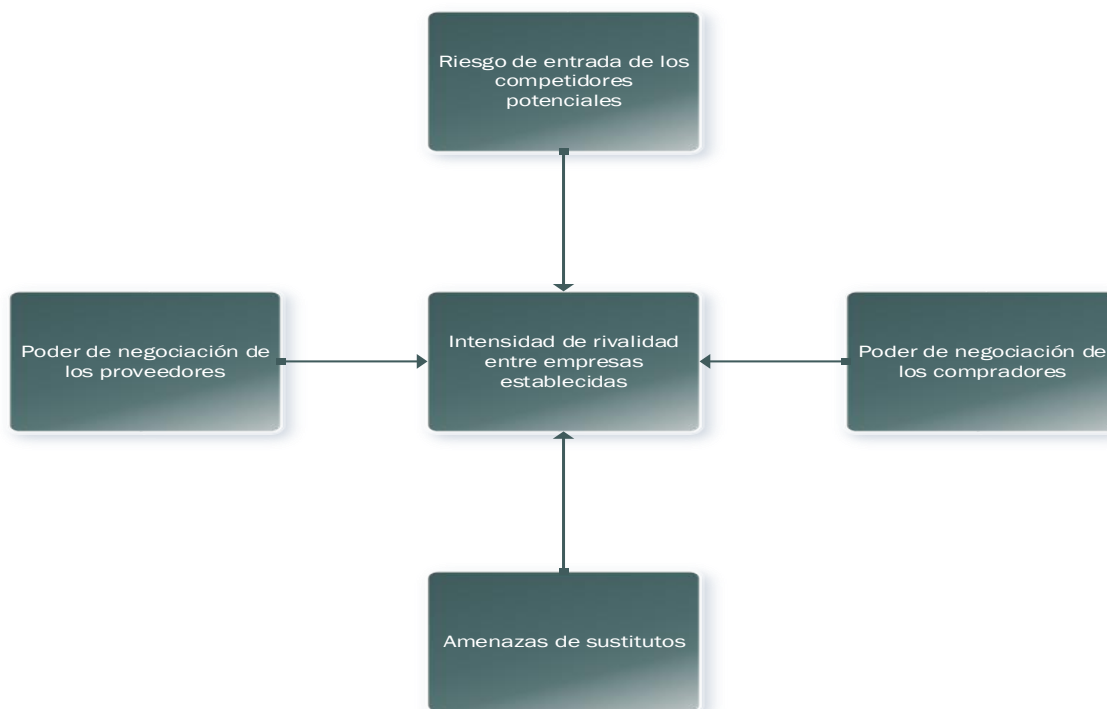 Riesgo de entrada de los
competidores
potenciales
Poder de negociación de
los proveedores
Intensidad de rivalidad
entre empresas
establecidas
Poder de negociación de
los compradores
Amenazas de sustitutos